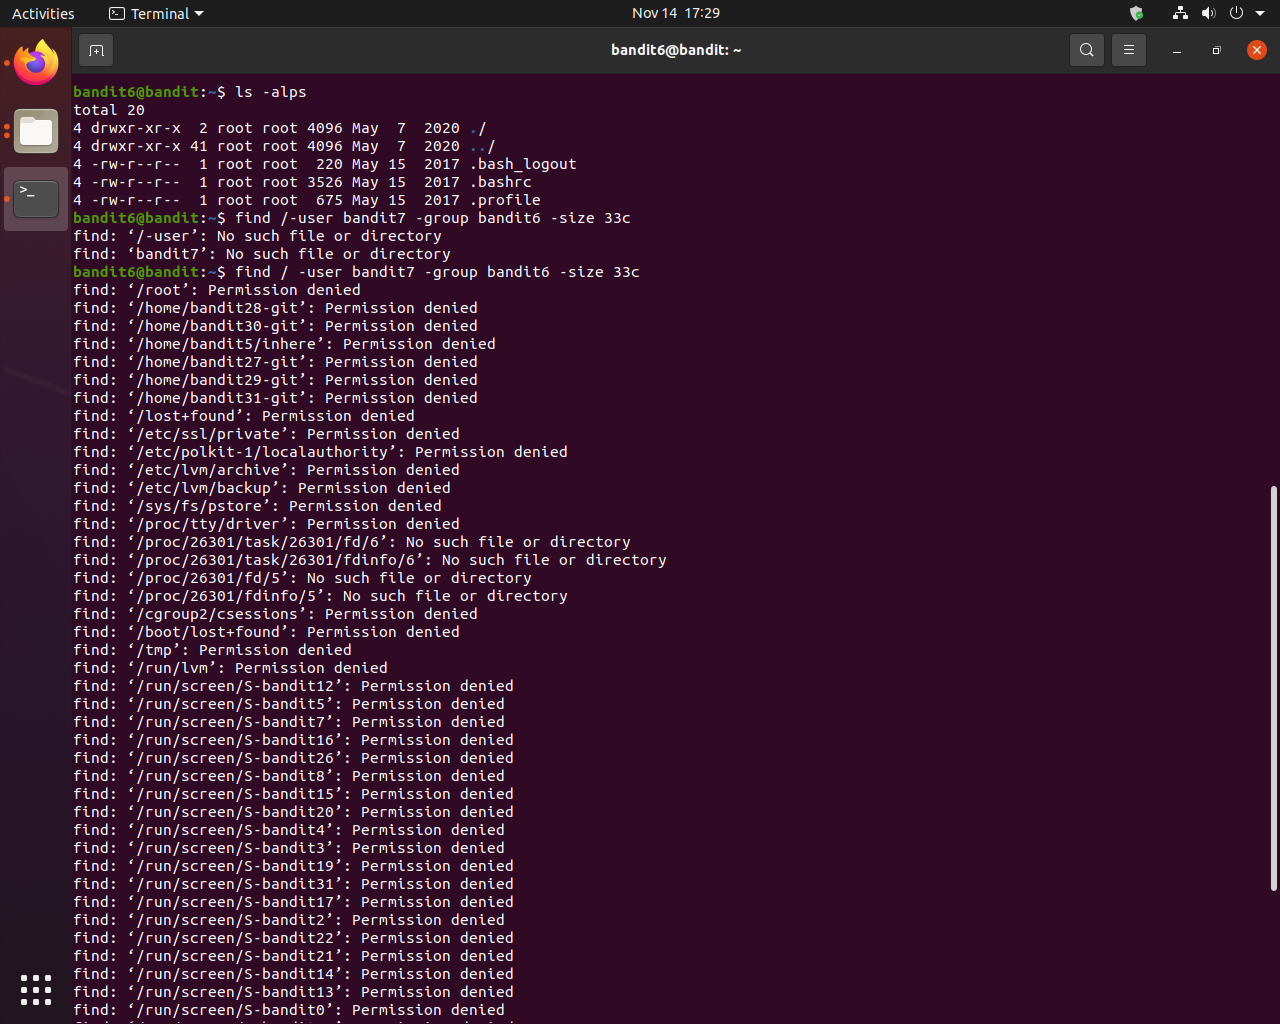 Activities Terminal Nov 14 17:29
bandit6@bandit: ~
bandit6@bandit:~$ ls -alps
total 20
4 drwxr-xr-x  2 root root 4096 May  7  2020 ./
4 drwxr-xr-x 41 root root 4096 May  7  2020 ../
4 -rw-r--r--  1 root root  220 May 15  2017 .bash_logout
4 -rw-r--r--  1 root root 3526 May 15  2017 .bashrc
4 -rw-r--r--  1 root root  675 May 15  2017 .profile
bandit6@bandit:~$ find /-user bandit7 -group bandit6 -size 33c
find: ‘/-user’: No such file or directory
find: ‘bandit7’: No such file or directory
bandit6@bandit:~$ find / -user bandit7 -group bandit6 -size 33c
find: ‘/root’: Permission denied
find: ‘/home/bandit28-git’: Permission denied
find: ‘/home/bandit30-git’: Permission denied
find: ‘/home/bandit5/inhere’: Permission denied
find: ‘/home/bandit27-git’: Permission denied
find: ‘/home/bandit29-git’: Permission denied
find: ‘/home/bandit31-git’: Permission denied
find: ‘/lost+found’: Permission denied
find: ‘/etc/ssl/private’: Permission denied
find: ‘/etc/polkit-1/localauthority’: Permission denied
find: ‘/etc/lvm/archive’: Permission denied
find: ‘/etc/lvm/backup’: Permission denied
find: ‘/sys/fs/pstore’: Permission denied
find: ‘/proc/tty/driver’: Permission denied
find: ‘/proc/26301/task/26301/fd/6’: No such file or directory
find: ‘/proc/26301/task/26301/fdinfo/6’: No such file or directory
find: ‘/proc/26301/fd/5’: No such file or directory
find: ‘/proc/26301/fdinfo/5’: No such file or directory
find: ‘/cgroup2/csessions’: Permission denied
find: ‘/boot/lost+found’: Permission denied
find: ‘/tmp’: Permission denied
find: ‘/run/lvm’: Permission denied
find: ‘/run/screen/S-bandit12’: Permission denied
find: ‘/run/screen/S-bandit5’: Permission denied
find: ‘/run/screen/S-bandit7’: Permission denied
find: ‘/run/screen/S-bandit16’: Permission denied
find: ‘/run/screen/S-bandit26’: Permission denied
find: ‘/run/screen/S-bandit8’: Permission denied
find: ‘/run/screen/S-bandit15’: Permission denied
find: ‘/run/screen/S-bandit20’: Permission denied
find: ‘/run/screen/S-bandit4’: Permission denied
find: ‘/run/screen/S-bandit3’: Permission denied
find: ‘/run/screen/S-bandit19’: Permission denied
find: ‘/run/screen/S-bandit31’: Permission denied
find: ‘/run/screen/S-bandit17’: Permission denied
find: ‘/run/screen/S-bandit2’: Permission denied
find: ‘/run/screen/S-bandit22’: Permission denied
find: ‘/run/screen/S-bandit21’: Permission denied
find: ‘/run/screen/S-bandit14’: Permission denied
find: ‘/run/screen/S-bandit13’: Permission denied
find: ‘/run/screen/S-bandit0’: Permission denied